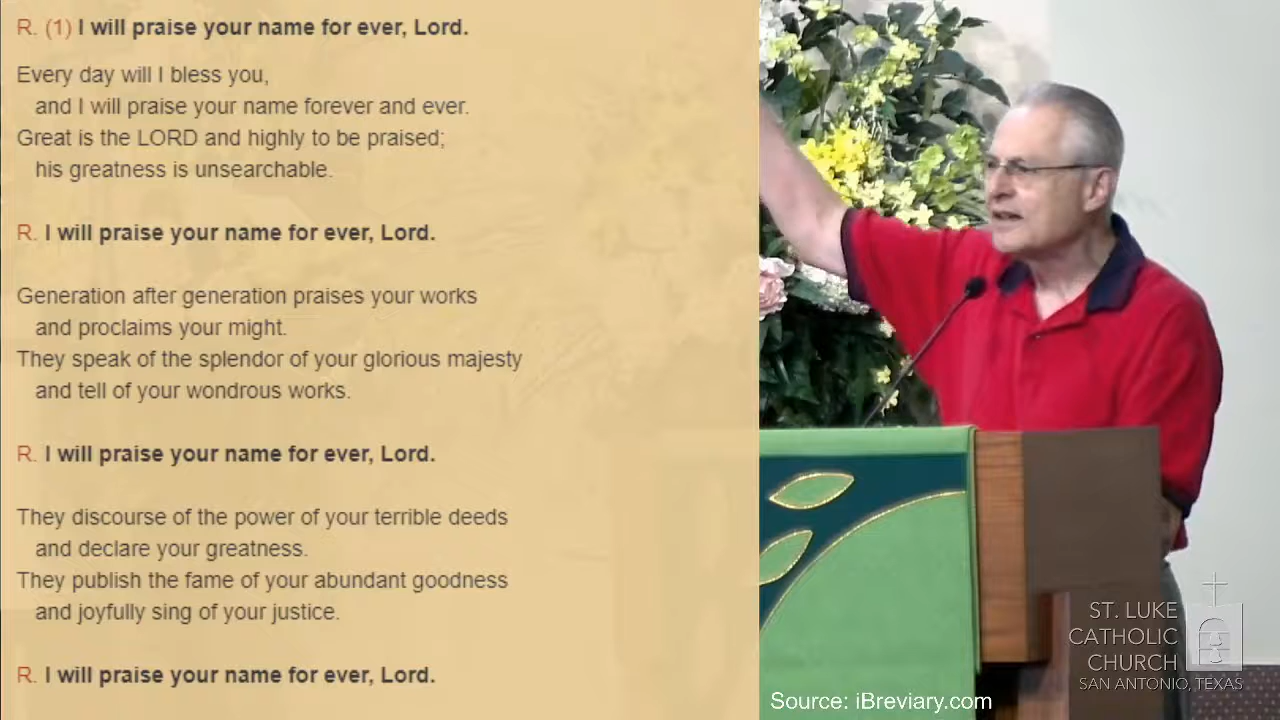 R. (1) I will praise your name for ever, Lord.
Every day will I bless you,
and I will praise your name forever and ever.
Great is the LORD and highly to be praised;
his greatness is unsearchable.
R. I will praise your name for ever, Lord.
Generation after generation praises your works
and proclaims your might.
They speak of the splendor of your glorious majesty
and tell of your wondrous works.
R. I will praise your name for ever, Lord.
They discourse of the power of your terrible deeds
and declare your greatness.
They publish the fame of your abundant goodness
and joyfully sing of your justice.
R. I will praise your name for ever, Lord.
Source: iBreviary.com
ST. LUKE
CATHOLIC
CHURCH
SAN ANTONIO, TEXAS